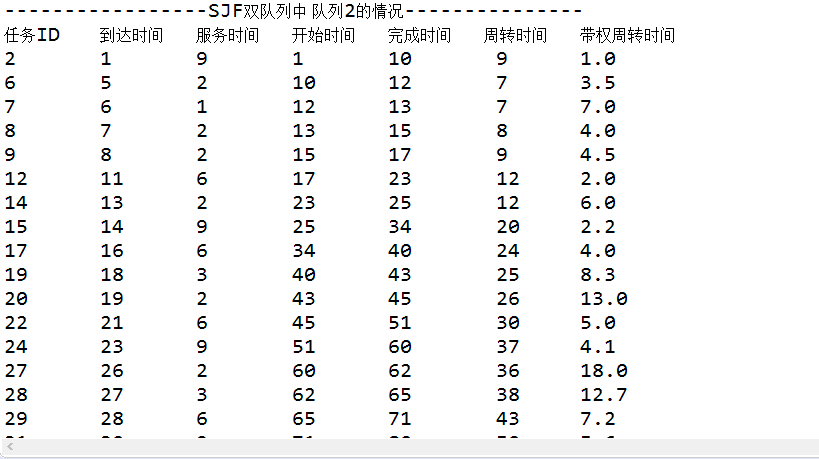 -----------------SJF双队列中 队列2的情况---------------
任务ID 到达时间 服务时间 开始时间 完成时间 周转时间 带权周转时间
2 1 9 1 10 9 1.0
6 5 2 10 12 7 3.5
7 6 1 12 13 7 7.0
8 7 2 13 15 8 4.0
9 8 2 15 17 9 4.5
12 11 6 17 23 12 2.0
14 13 2 23 25 12 6.0
15 14 9 25 34 20 2.2
17 16 6 34 40 24 4.0
19 18 3 40 43 25 8.3
20 19 2 43 45 26 13.0
22 21 6 45 51 30 5.0
24 23 9 51 60 37 4.1
27 26 2 60 62 36 18.0
28 27 3 62 65 38 12.7
29 28 6 65 71 43 7.2